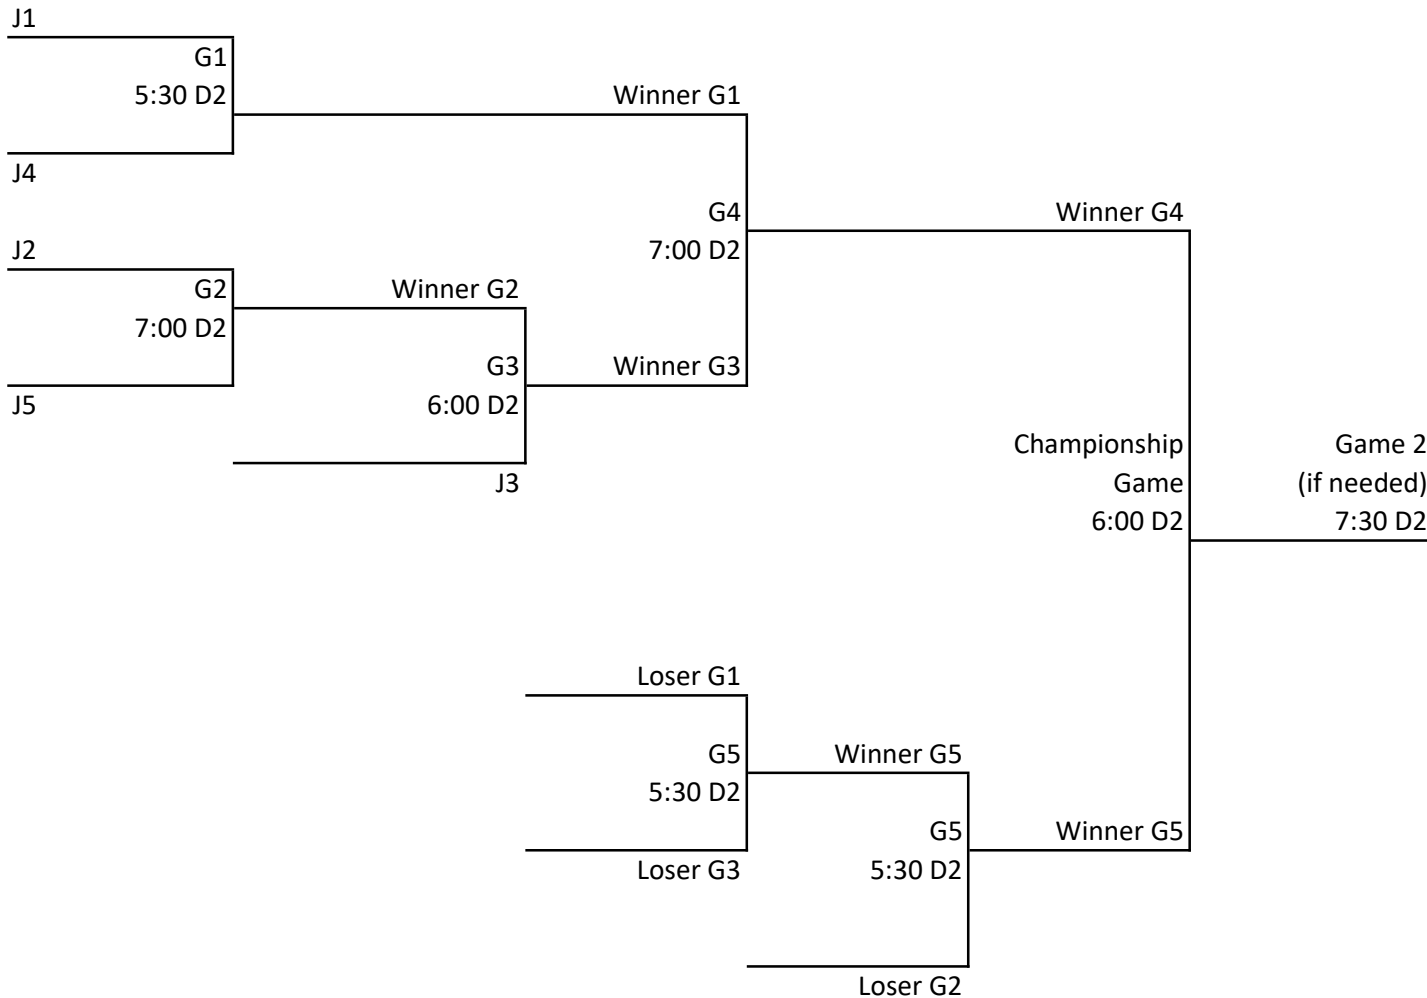 J1
G1
5:30 D2
Winner G1
J4
G4
Winner G4
J2
7:00 D2
G2
Winner G2
7:00 D2
G3
Winner G3
J5
6:00 D2
Championship
Game 2
J3
Game
(if needed)
6:00 D2
7:30 D2
Loser G1
G5
Winner G5
5:30 D2
G5
Winner G5
Loser G3
5:30 D2
Loser G2